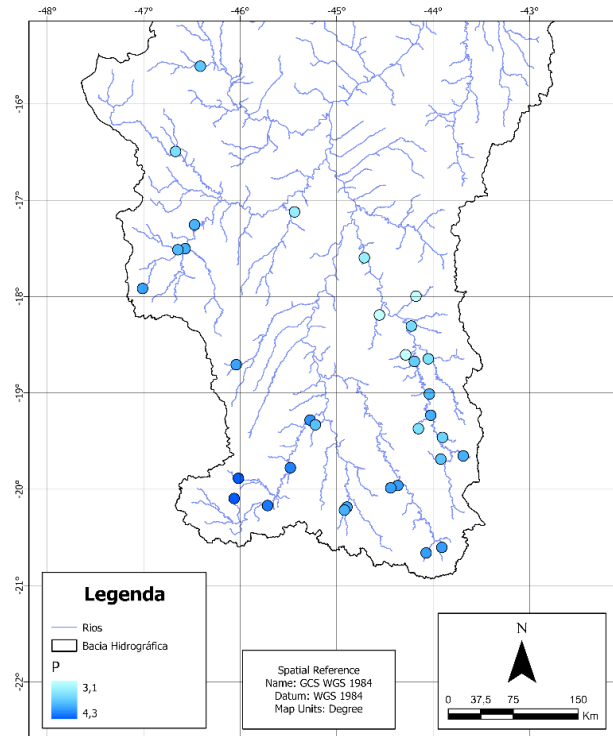 -48° -47° -46° -45° -44° -43°
-16°
-17°
-18°
-19°
-20°
-21°
-22°
Legenda
Rios
Bacia Hidrográfica
P
3,1
4,3
Spatial Reference
Name: GCS WGS 1984
Datum: WGS 1984
Map Units: Degree
N
0 37,5 75 150
Km